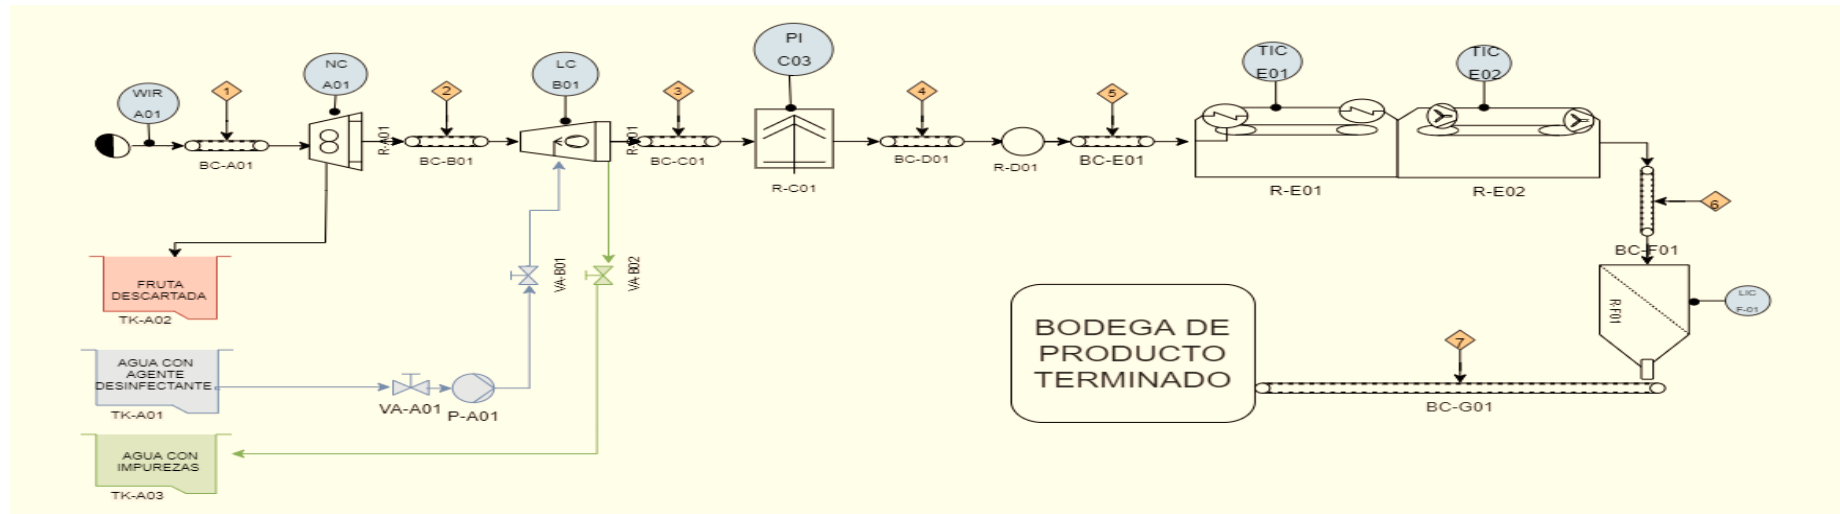 WIR
A01
1
BC-A01
NC
A01
R-A01
2
BC-B01
LC
B01
R-B01
3
BC-C01
PI
C03
R-C01
4
BC-D01
R-D01
5
BC-E01
TIC
E01
R-E01
TIC
E02
R-E02
6
BC-F01
R-F01
LIC
F-01
7
BC-G01
BODEGA DE
PRODUCTO
TERMINADO
FRUTA
DESCARTADA
TK-A02
AGUA CON
AGENTE
DESINFECTANTE
TK-A01
VA-A01
P-A01
VA-B01
VA-B02
AGUA CON
IMPUREZAS
TK-A03